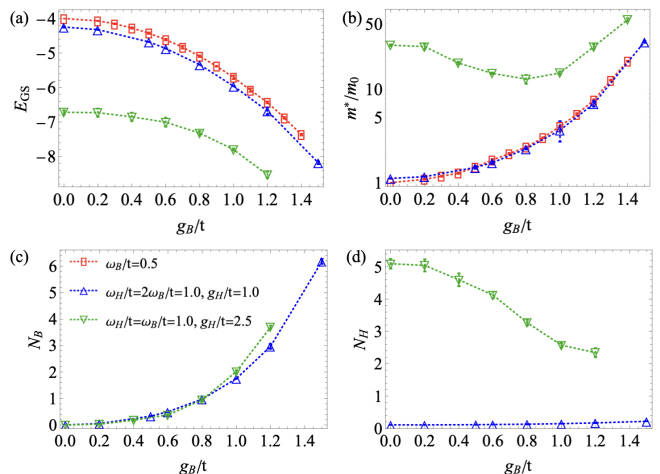 (a)
−4
−5
−6
−7
−8
E_GS
0.0 0.2 0.4 0.6 0.8 1.0 1.2 1.4
g_B/t
(b)
50
10
5
1
m*/m_0
0.0 0.2 0.4 0.6 0.8 1.0 1.2 1.4
g_B/t
(c)
6
5
4
3
2
1
0
N_B
ω_B/t=0.5
ω_H/t=2ω_B/t=1.0, g_H/t=1.0
ω_H/t=ω_B/t=1.0, g_H/t=2.5
0.0 0.2 0.4 0.6 0.8 1.0 1.2 1.4
g_B/t
(d)
5
4
3
2
1
0
N_H
0.0 0.2 0.4 0.6 0.8 1.0 1.2 1.4
g_B/t